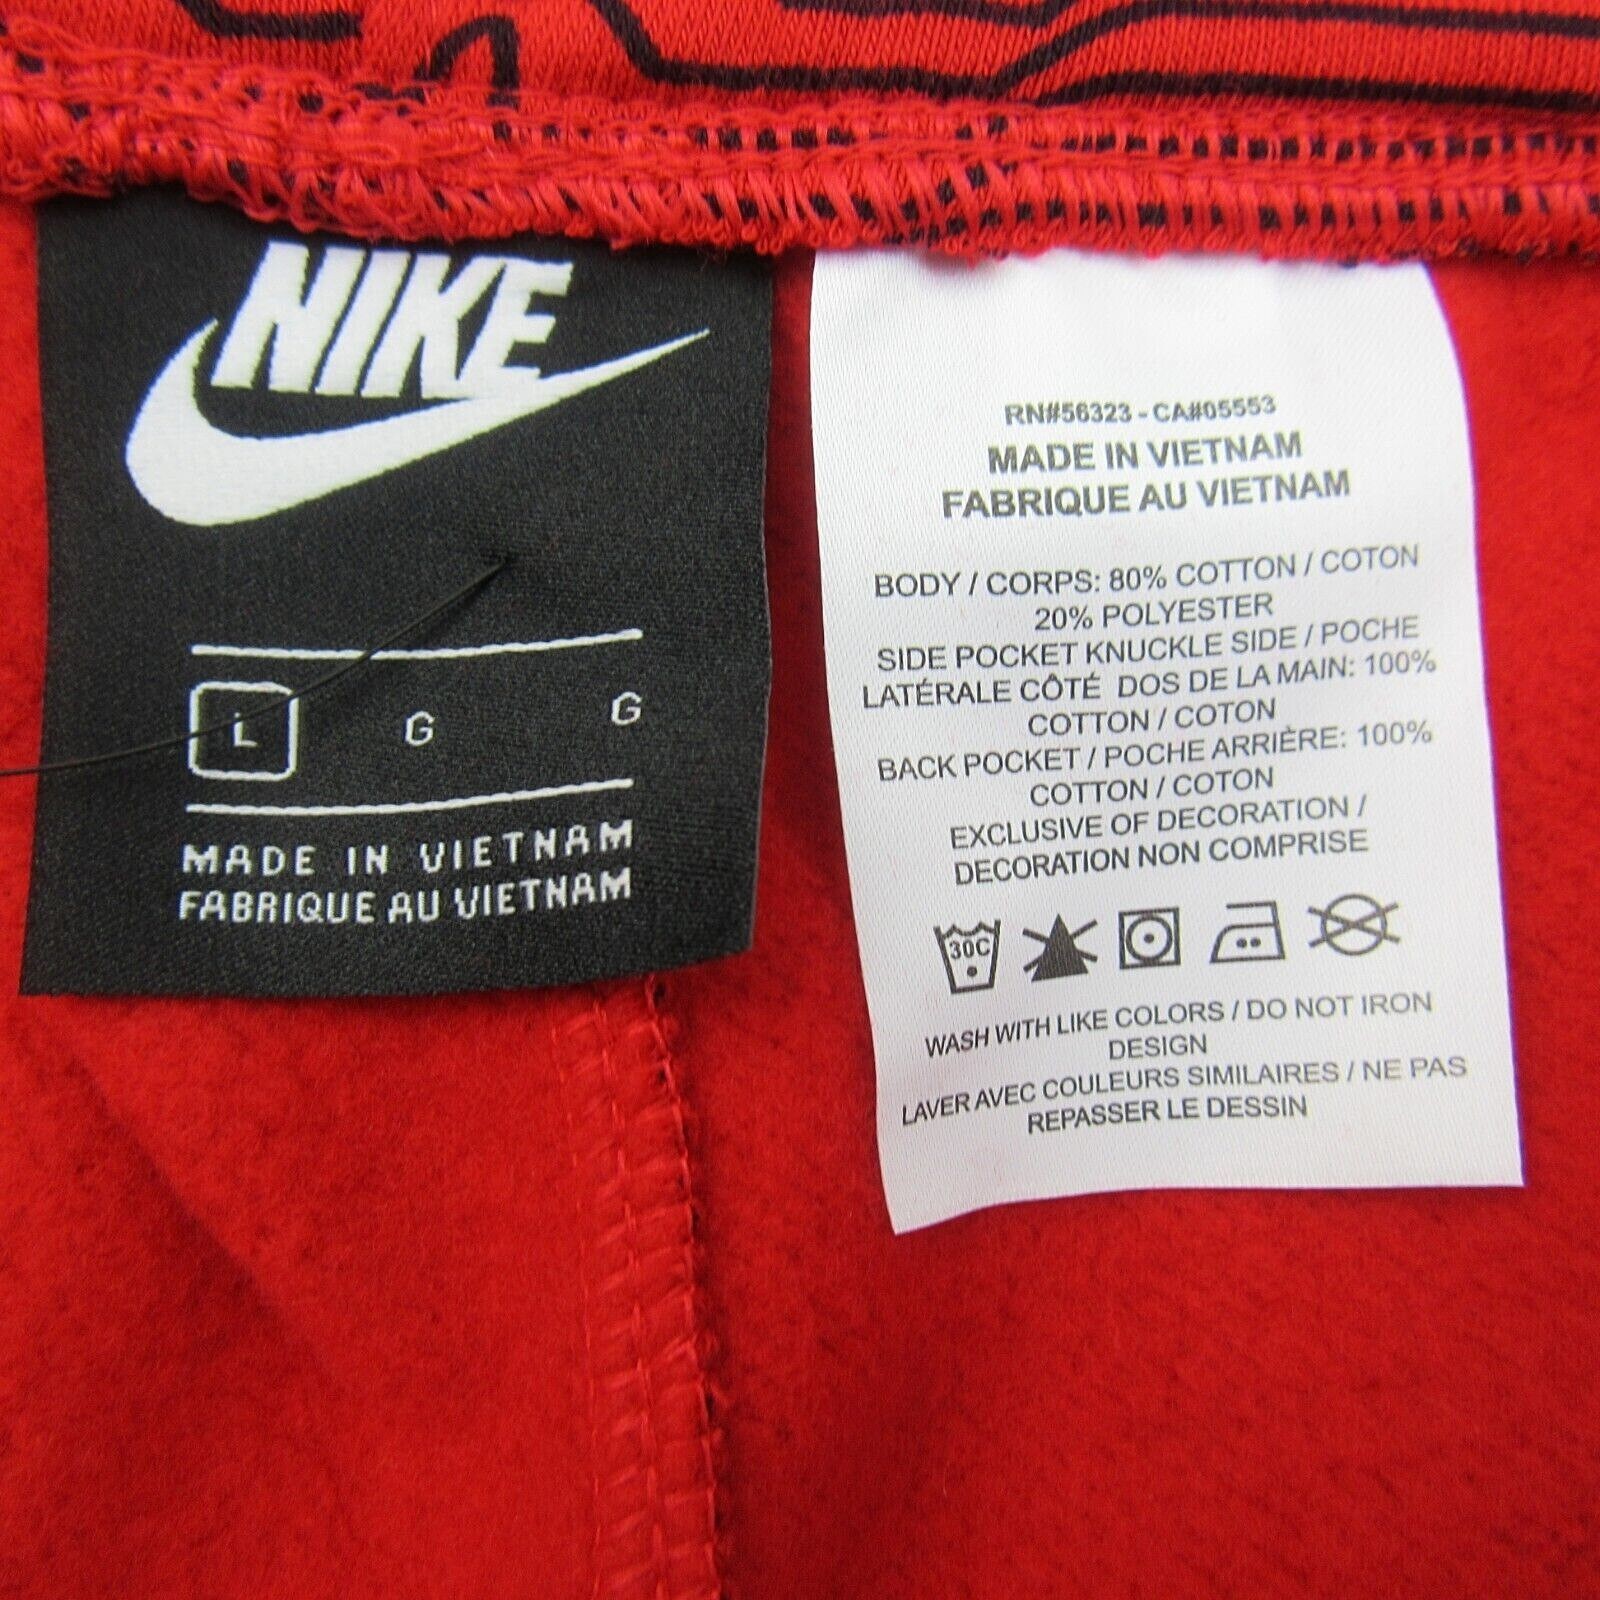 NIKE
L G G
MADE IN VIETNAM
FABRIQUE AU VIETNAM
RN#56323 - CA#05553
MADE IN VIETNAM
FABRIQUE AU VIETNAM
BODY / CORPS: 80% COTTON / COTON
20% POLYESTER
SIDE POCKET KNUCKLE SIDE / POCHE
LATÉRALE CÔTÉ DOS DE LA MAIN: 100%
COTTON / COTON
BACK POCKET / POCHE ARRIÈRE: 100%
COTTON / COTON
EXCLUSIVE OF DECORATION /
DECORATION NON COMPRISE
30C
WASH WITH LIKE COLORS / DO NOT IRON
DESIGN
LAVER AVEC COULEURS SIMILAIRES / NE PAS
REPASSER LE DESSIN